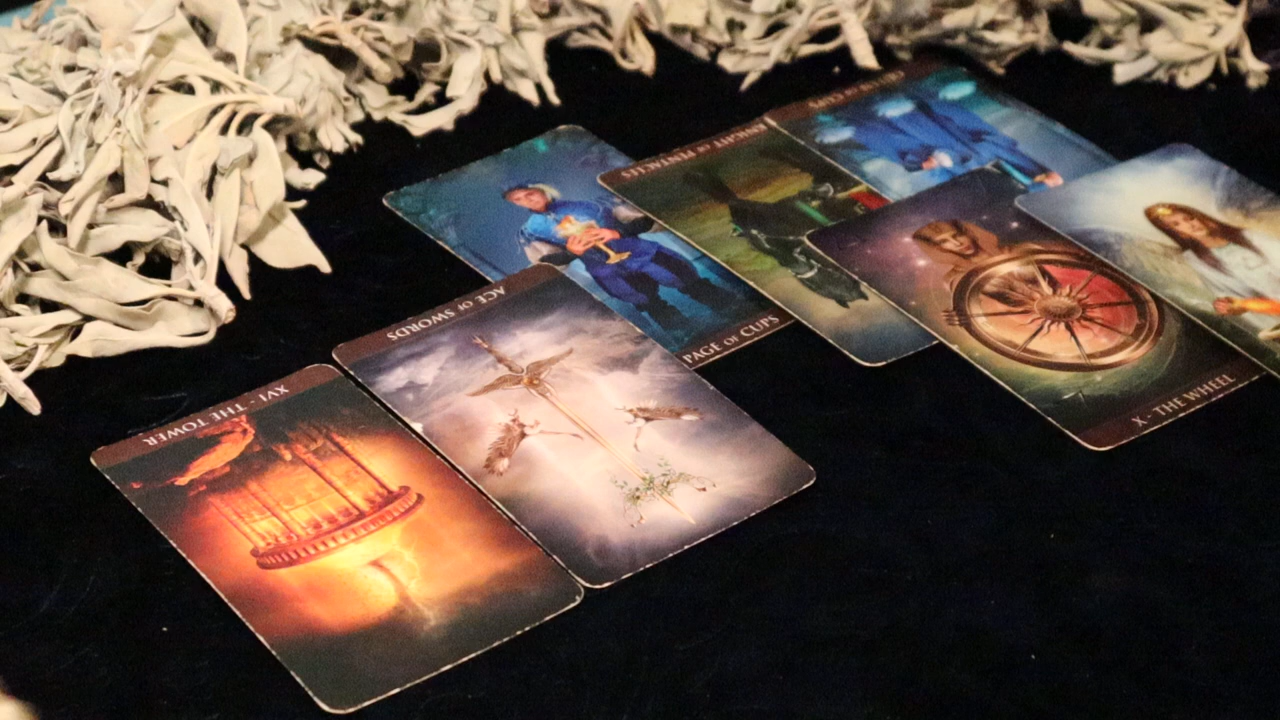 KNIGHT OF PENTACLES
PAGE OF CUPS
ACE OF SWORDS
X - THE WHEEL
XVI - THE TOWER